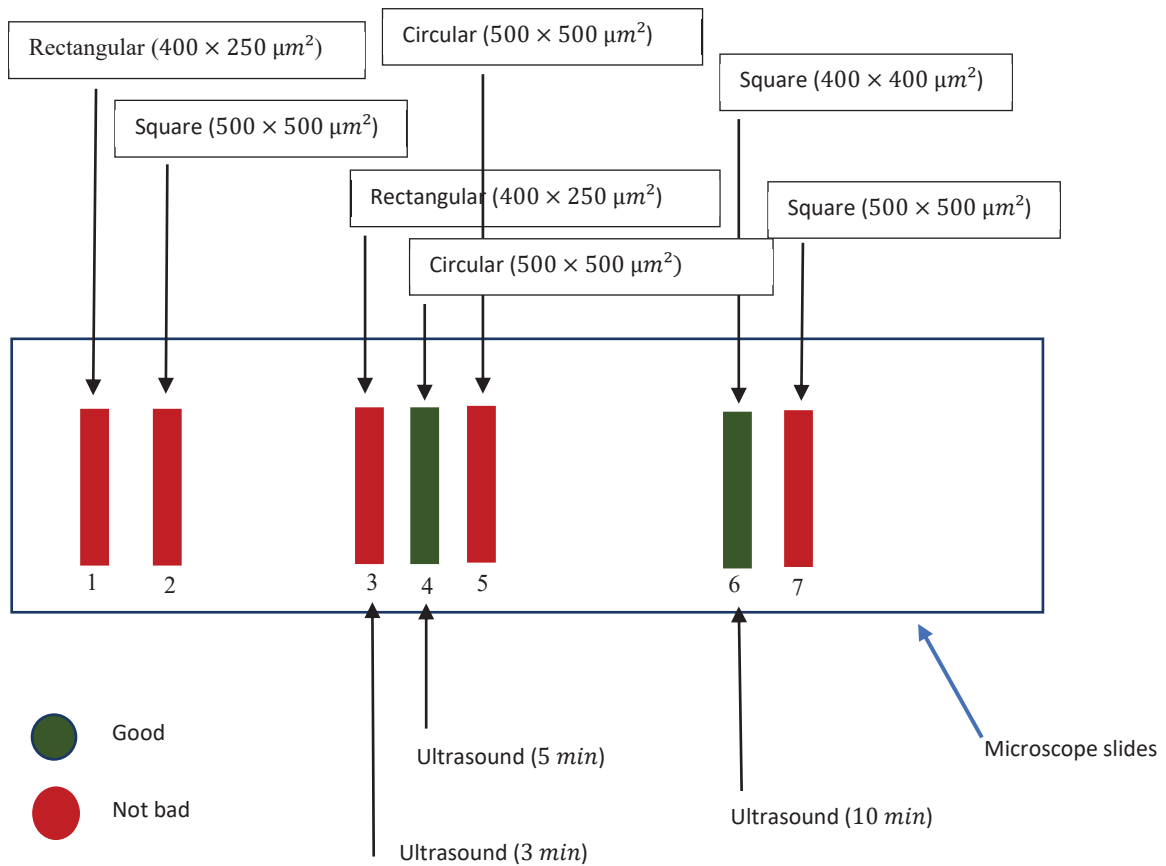 Rectangular (400 × 250 μm²)
Circular (500 × 500 μm²)
Square (400 × 400 μm²)
Square (500 × 500 μm²)
Rectangular (400 × 250 μm²)
Square (500 × 500 μm²)
Circular (500 × 500 μm²)
1 2 3 4 5 6 7
Good
Ultrasound (5 min)
Microscope slides
Not bad
Ultrasound (10 min)
Ultrasound (3 min)